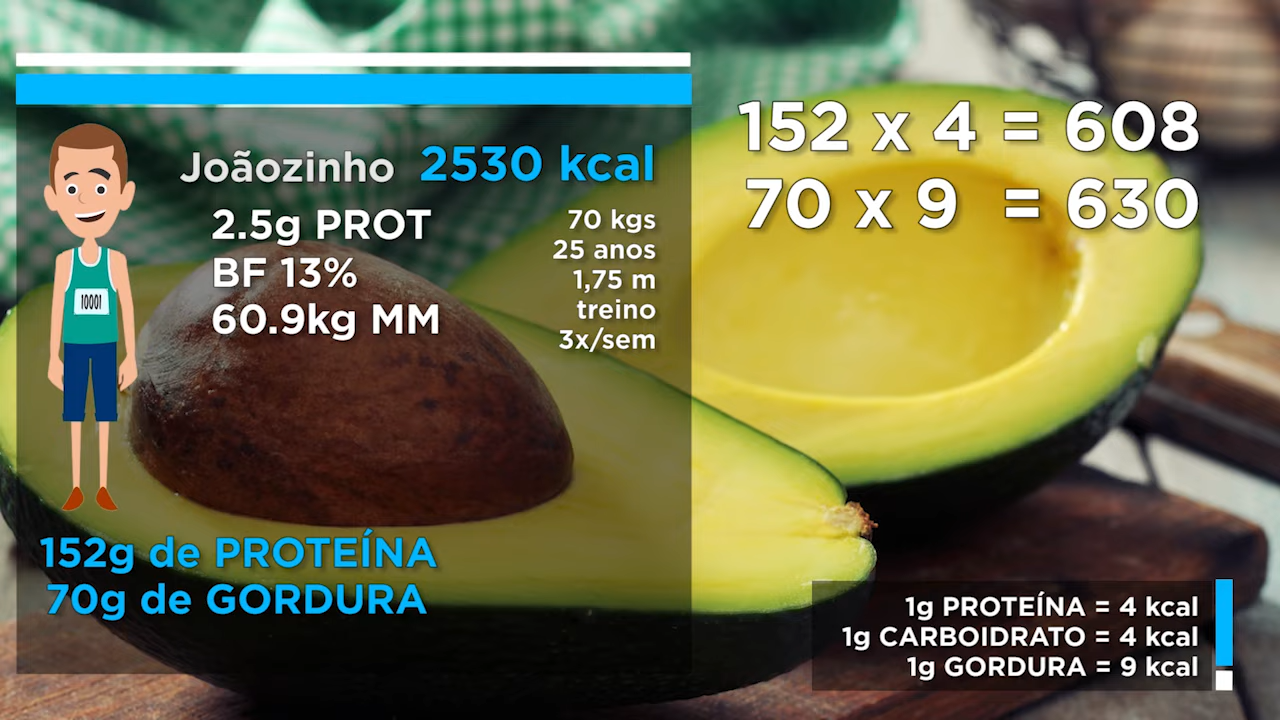 Joãozinho 2530 kcal
2.5g PROT
BF 13%
60.9kg MM
70 kgs
25 anos
1,75 m
treino
3x/sem
10001
152g de PROTEÍNA
70g de GORDURA
152 x 4 = 608
70 x 9 = 630
1g PROTEÍNA = 4 kcal
1g CARBOIDRATO = 4 kcal
1g GORDURA = 9 kcal